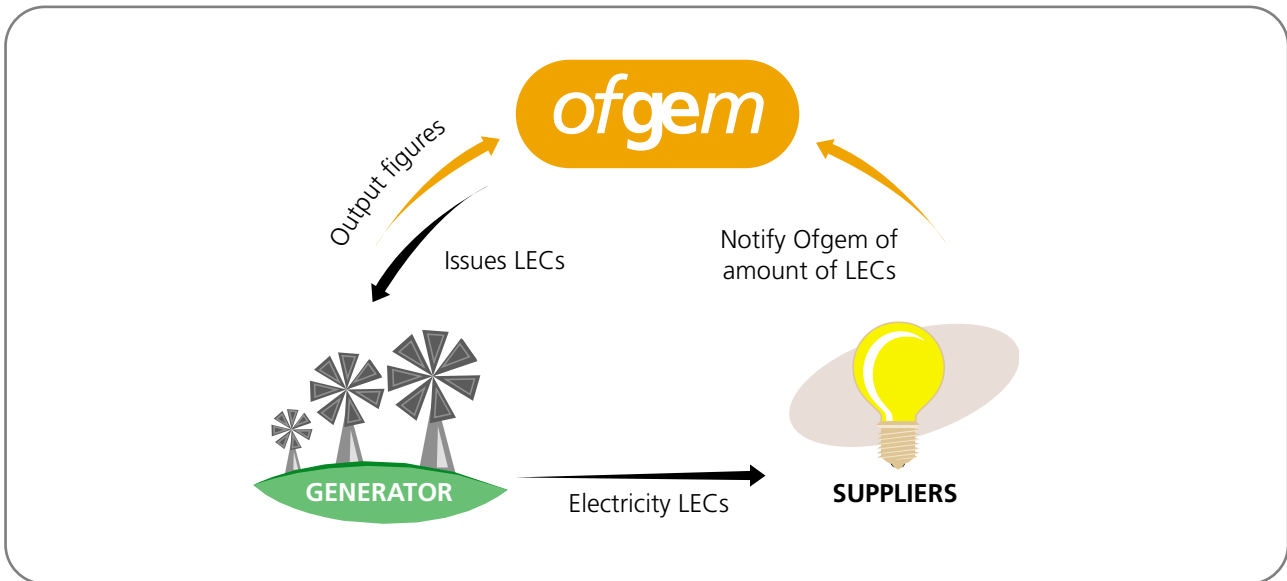 ofgem
Output figures
Issues LECs
Notify Ofgem of
amount of LECs
GENERATOR
Electricity LECs
SUPPLIERS